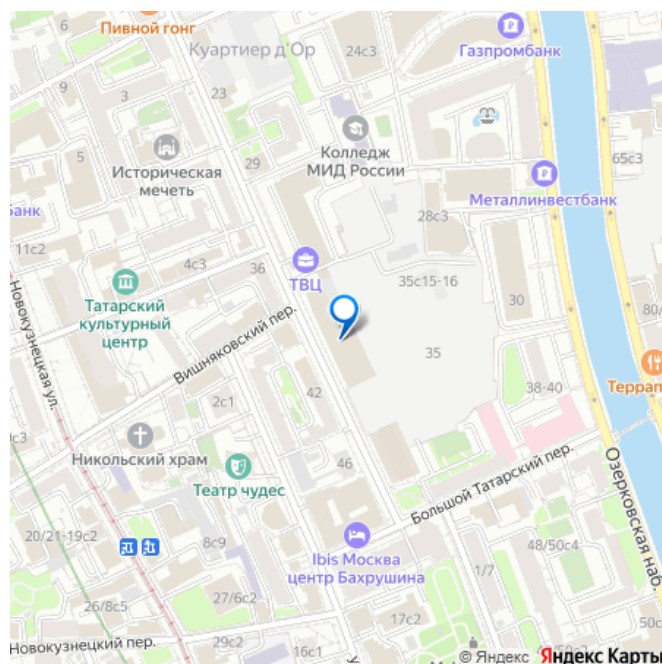 Пивной гонг
Куартиер д'Ор
24с3
Газпромбанк
9
3
23
5
Историческая
мечеть
29
Колледж
МИД России
65с3
Металлинвестбанк
Банк
28с3
11с2
4с3
36
ТВЦ
35с15-16
30
Татарский
культурный
центр
Новокузнецкая ул.
Вишняковский пер.
80/
35
Террап
42
38-40
2с1
Никольский храм
Театр чудес
46
Большой Татарский пер.
Озерковская наб.
20/21-19с2
8с9
Ibis Москва
центр Бахрушина
48/50с4
1/7
26/8с5
27/6с2
17с2
50с
Новокузнецкий пер.
29с2
16с1
© Яндекс
Яндекс Карты